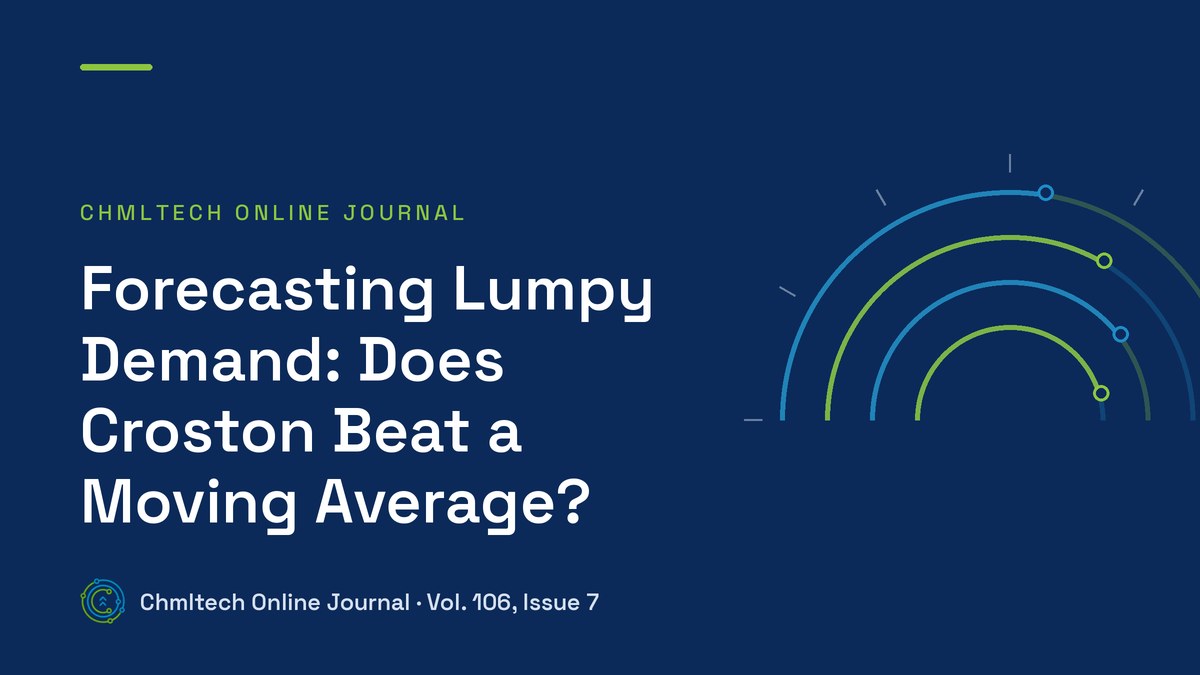 CHMLTECH ONLINE JOURNAL
Forecasting Lumpy
Demand: Does
Croston Beat a
Moving Average?
Chmltech Online Journal · Vol. 106, Issue 7